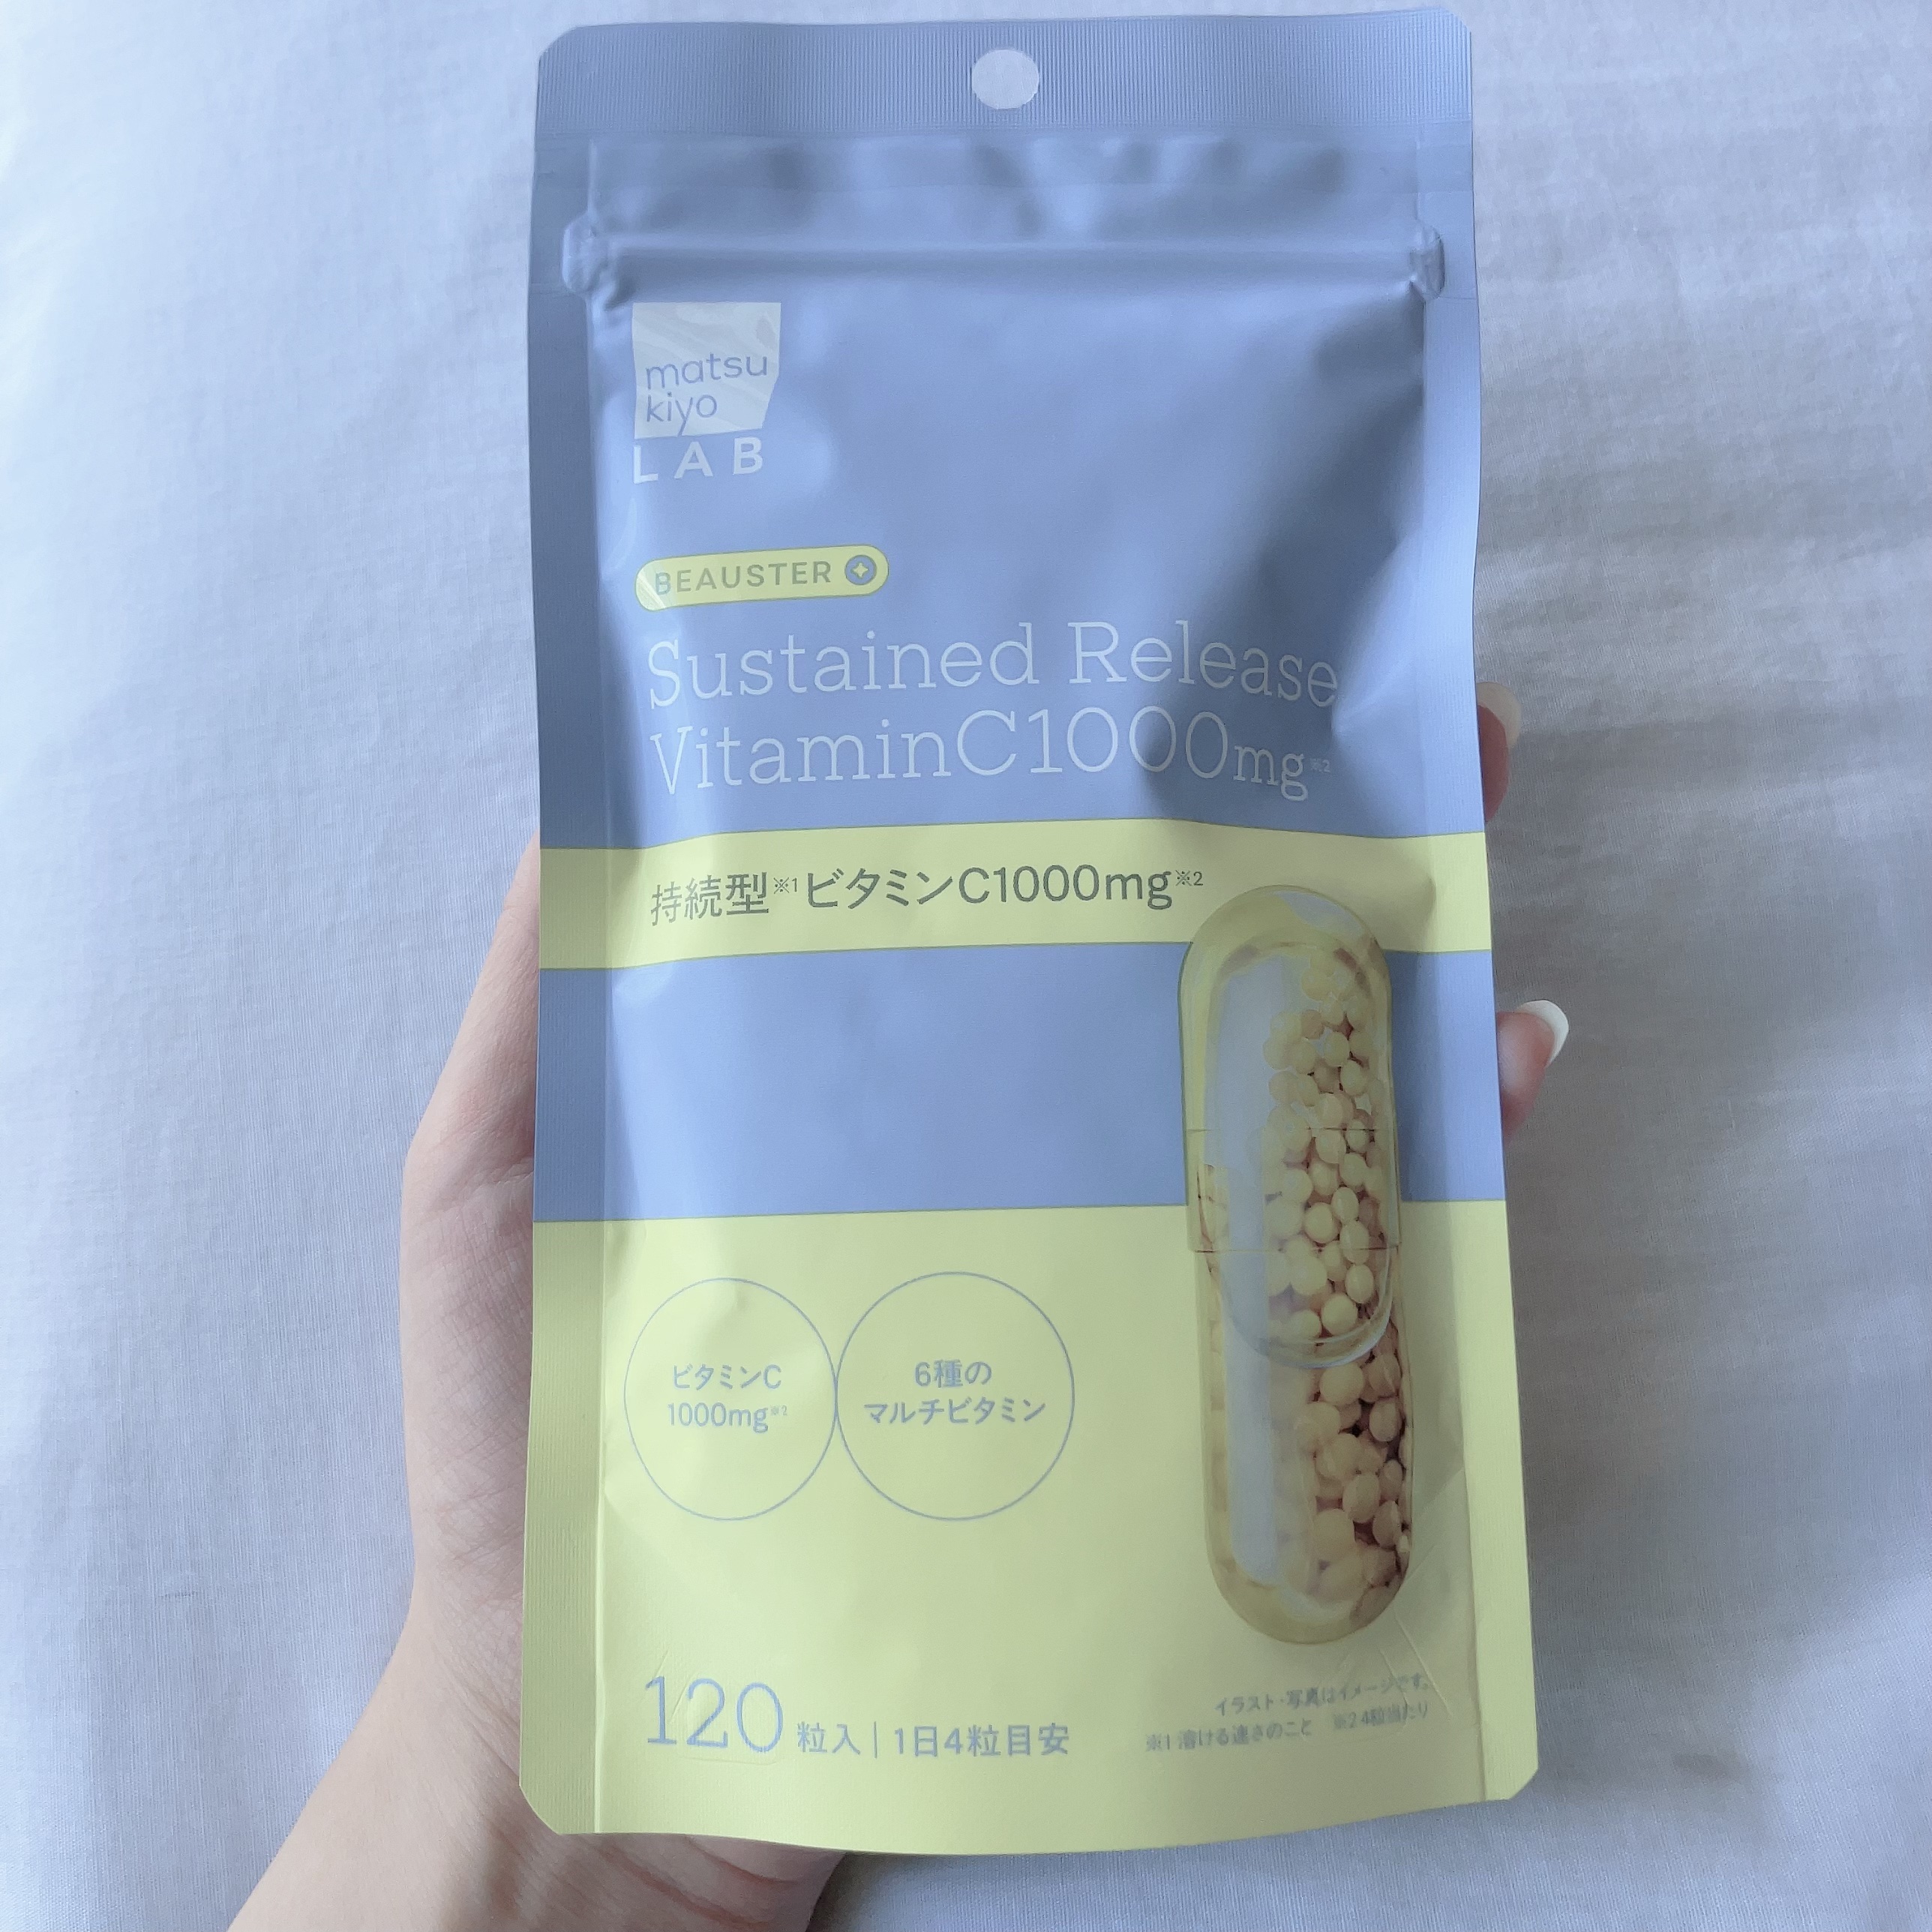 matsu
kiyo
LAB
BEAUSTER
Sustained Release
VitaminC1000mg※2
持続型※1ビタミンC1000mg※2
ビタミンC
1000mg※2
6種の
マルチビタミン
120粒入|1日4粒目安
イラスト・写真はイメージです。
※1 溶ける速さのこと ※2 4粒当たり